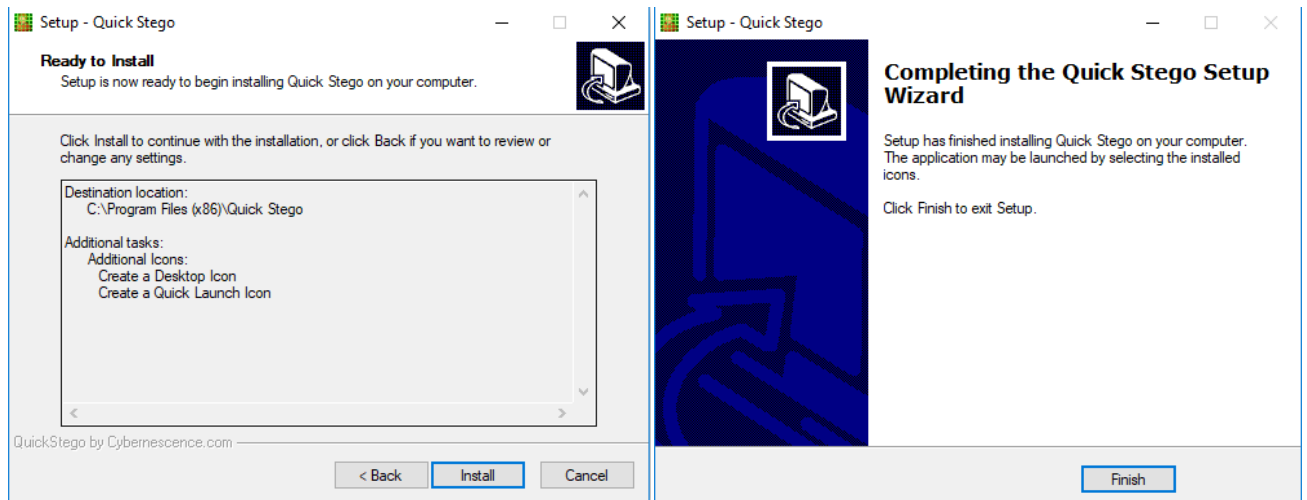 Setup - Quick Stego
Ready to Install
Setup is now ready to begin installing Quick Stego on your computer.
Click Install to continue with the installation, or click Back if you want to review or
change any settings.
Destination location:
C:\Program Files (x86)\Quick Stego
Additional tasks:
Additional Icons:
Create a Desktop Icon
Create a Quick Launch Icon
QuickStego by Cybernescence.com
< Back
Install
Cancel
Setup - Quick Stego
Completing the Quick Stego Setup
Wizard
Setup has finished installing Quick Stego on your computer.
The application may be launched by selecting the installed
icons.
Click Finish to exit Setup.
Finish